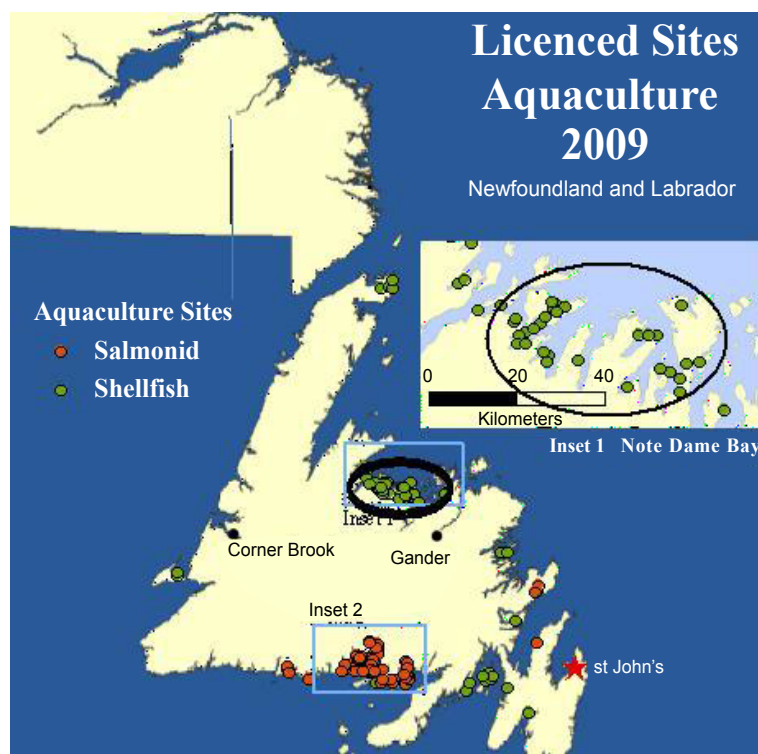 Licenced Sites
Aquaculture
2009
Newfoundland and Labrador
Aquaculture Sites
Salmonid
Shellfish
0 20 40
Kilometers
Inset 1 Note Dame Bay
Inset 1
Corner Brook
Gander
Inset 2
st John's